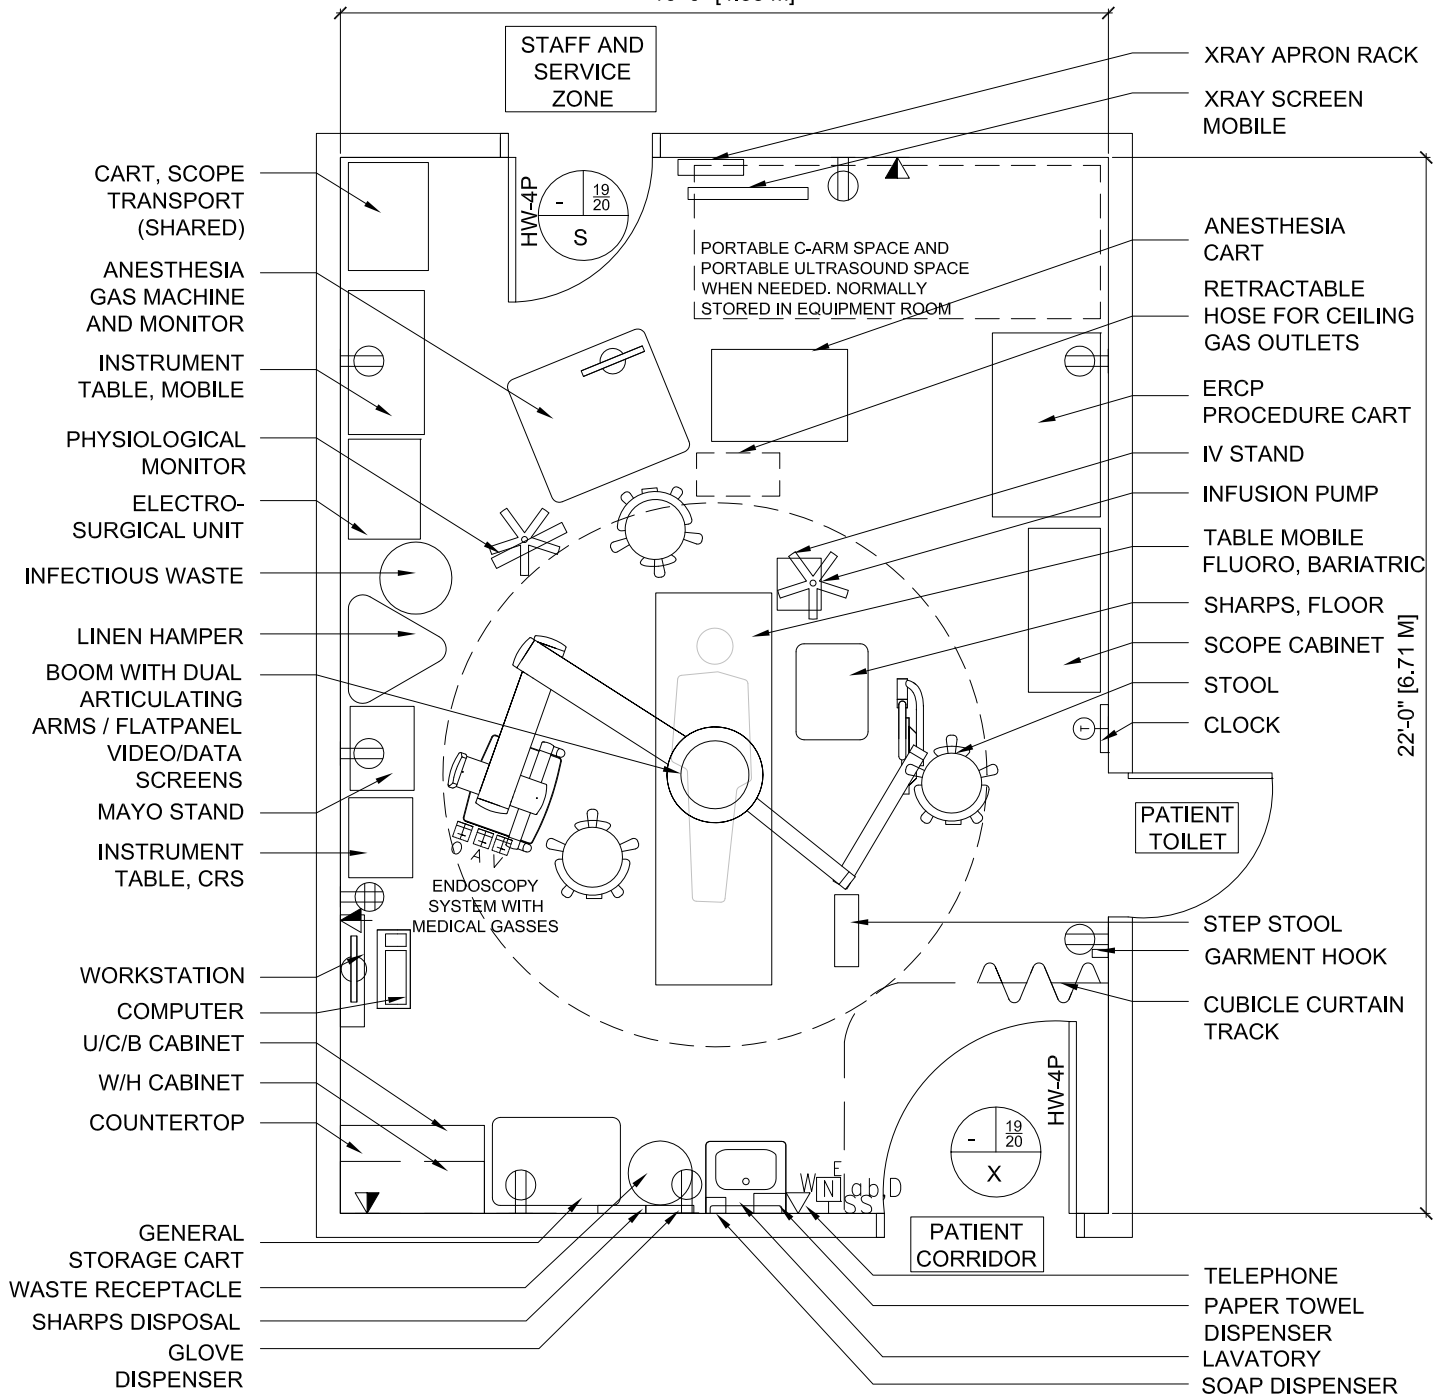 STAFF AND
SERVICE
ZONE
XRAY APRON RACK
XRAY SCREEN
MOBILE
CART, SCOPE
TRANSPORT
(SHARED)
ANESTHESIA
GAS MACHINE
AND MONITOR
INSTRUMENT
TABLE, MOBILE
PHYSIOLOGICAL
MONITOR
ELECTRO-
SURGICAL UNIT
INFECTIOUS WASTE
LINEN HAMPER
BOOM WITH DUAL
ARTICULATING
ARMS / FLATPANEL
VIDEO/DATA
SCREENS
MAYO STAND
INSTRUMENT
TABLE, CRS
WORKSTATION
COMPUTER
U/C/B CABINET
W/H CABINET
COUNTERTOP
GENERAL
STORAGE CART
WASTE RECEPTACLE
SHARPS DISPOSAL
GLOVE
DISPENSER
HW-4P
-
19
20
S
PORTABLE C-ARM SPACE AND
PORTABLE ULTRASOUND SPACE
WHEN NEEDED. NORMALLY
STORED IN EQUIPMENT ROOM
O A V
ENDOSCOPY
SYSTEM WITH
MEDICAL GASSES
T
HW-4P
-
19
20
X
W
E
N
ab,D
SS
PATIENT
CORRIDOR
PATIENT
TOILET
ANESTHESIA
CART
RETRACTABLE
HOSE FOR CEILING
GAS OUTLETS
ERCP
PROCEDURE CART
IV STAND
INFUSION PUMP
TABLE MOBILE
FLUORO, BARIATRIC
SHARPS, FLOOR
SCOPE CABINET
STOOL
CLOCK
22'-0" [6.71 M]
STEP STOOL
GARMENT HOOK
CUBICLE CURTAIN
TRACK
TELEPHONE
PAPER TOWEL
DISPENSER
LAVATORY
SOAP DISPENSER